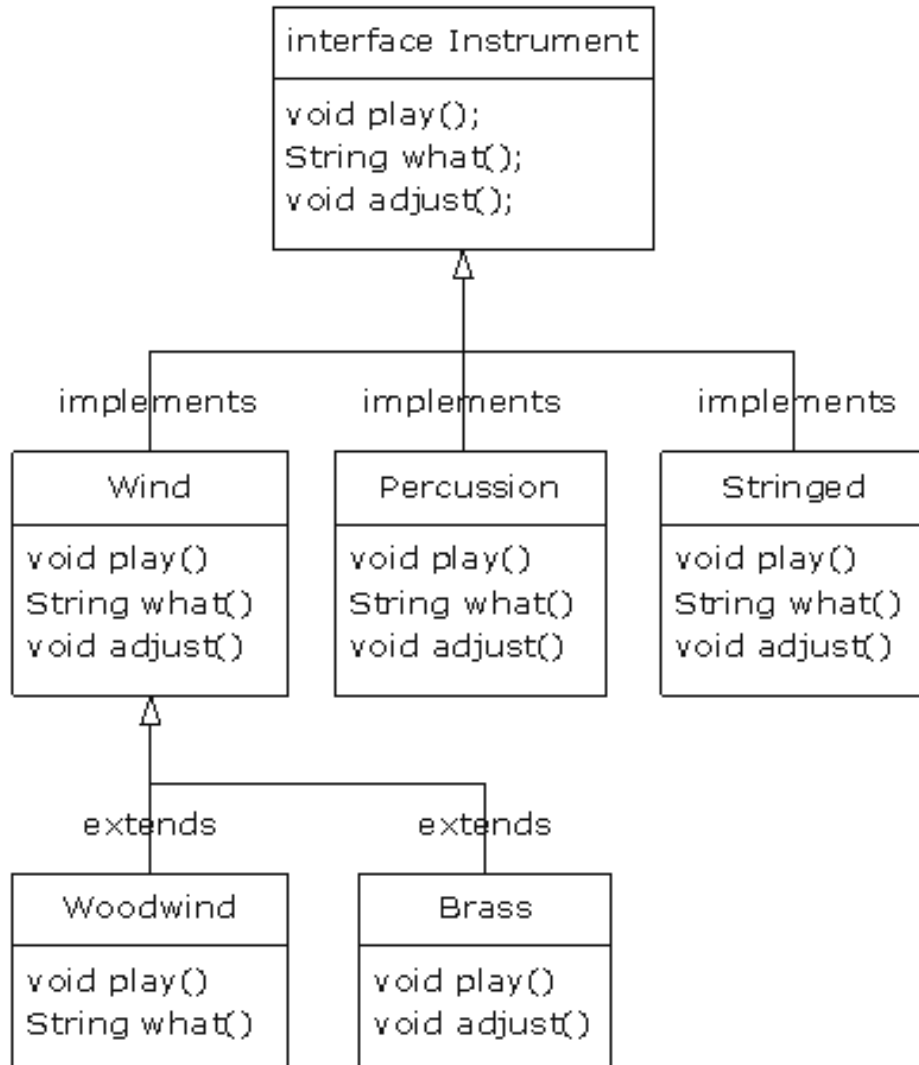 interface Instrument
void play();
String what();
void adjust();
implements
implements
implements
Wind
void play()
String what()
void adjust()
Percussion
void play()
String what()
void adjust()
Stringed
void play()
String what()
void adjust()
extends
extends
Woodwind
void play()
String what()
Brass
void play()
void adjust()